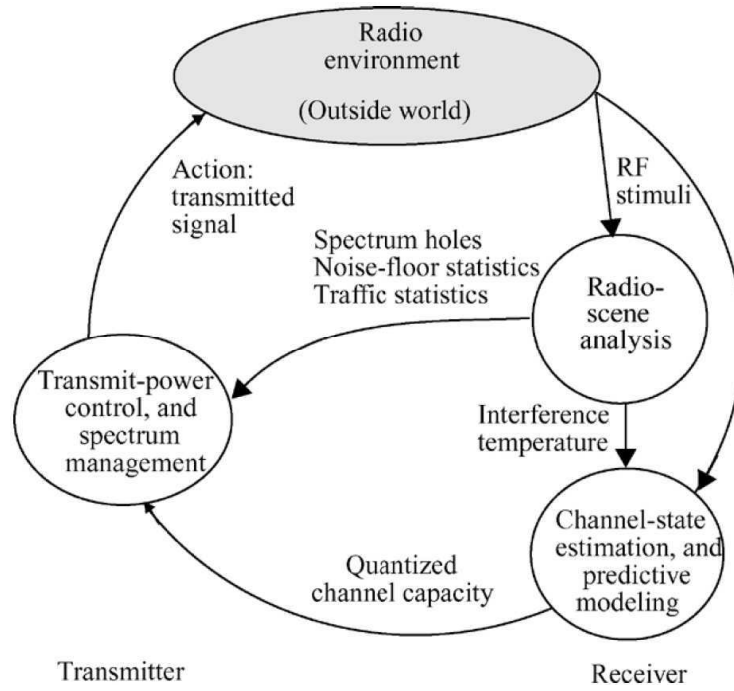 Radio
environment
(Outside world)
Action:
transmitted
signal
RF
stimuli
Spectrum holes
Noise-floor statistics
Traffic statistics
Radio-
scene
analysis
Transmit-power
control, and
spectrum
management
Interference
temperature
Channel-state
estimation, and
predictive
modeling
Quantized
channel capacity
Transmitter
Receiver